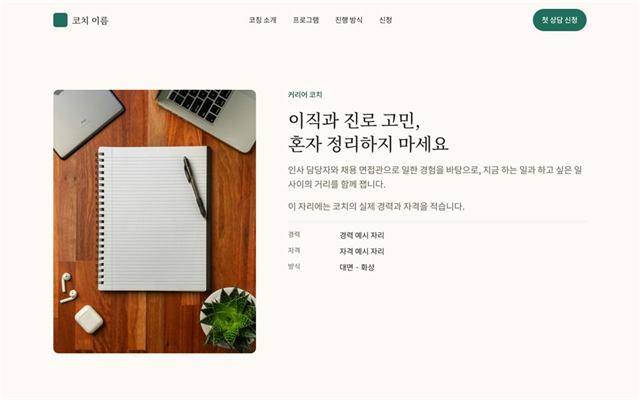 코치 이름
코칭 소개
프로그램
진행 방식
신청
첫 상담 신청
커리어 코치
이직과 진로 고민,
혼자 정리하지 마세요
인사 담당자와 채용 면접관으로 일한 경험을 바탕으로, 지금 하는 일과 하고 싶은 일
사이의 거리를 함께 잽니다.
이 자리에는 코치의 실제 경력과 자격을 적습니다.
경력 경력 예시 자리
자격 자격 예시 자리
방식 대면 · 화상